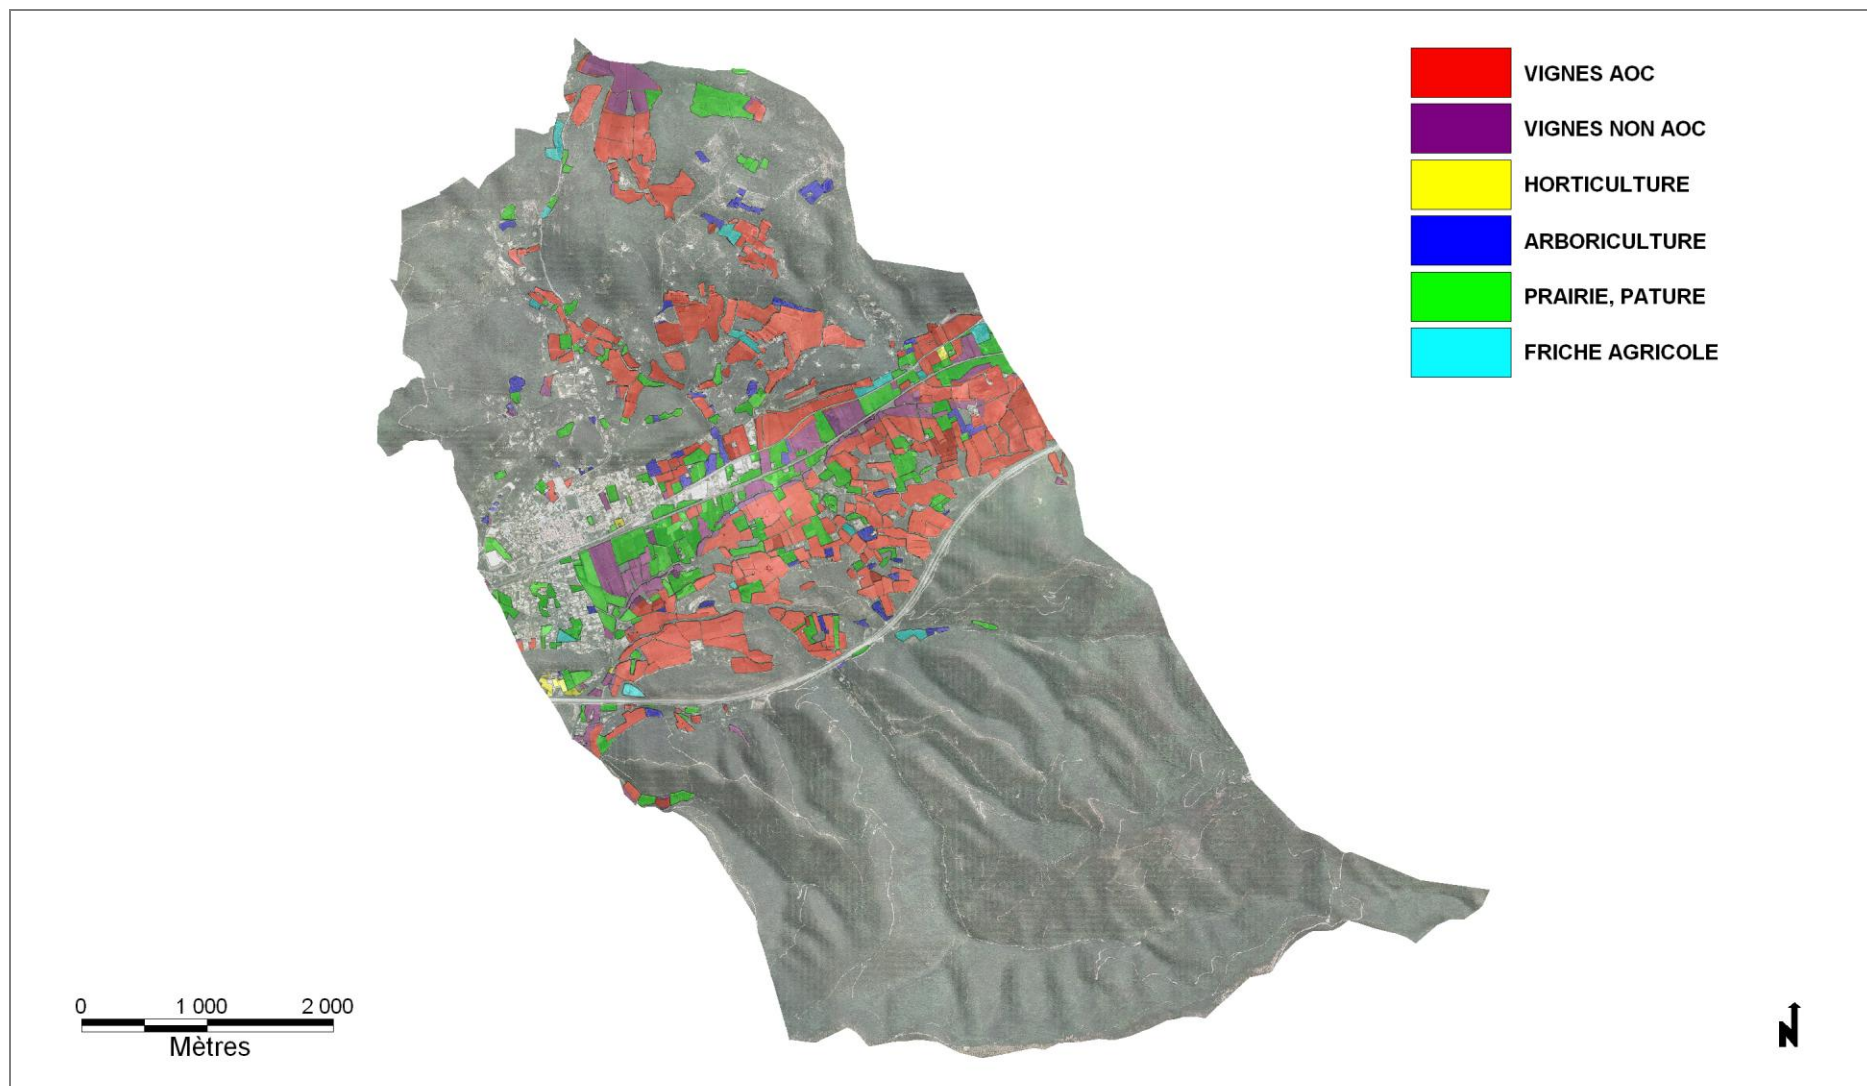 VIGNES AOC
VIGNES NON AOC
HORTICULTURE
ARBORICULTURE
PRAIRIE, PATURE
FRICHE AGRICOLE
0 1 000 2 000
Mètres
N